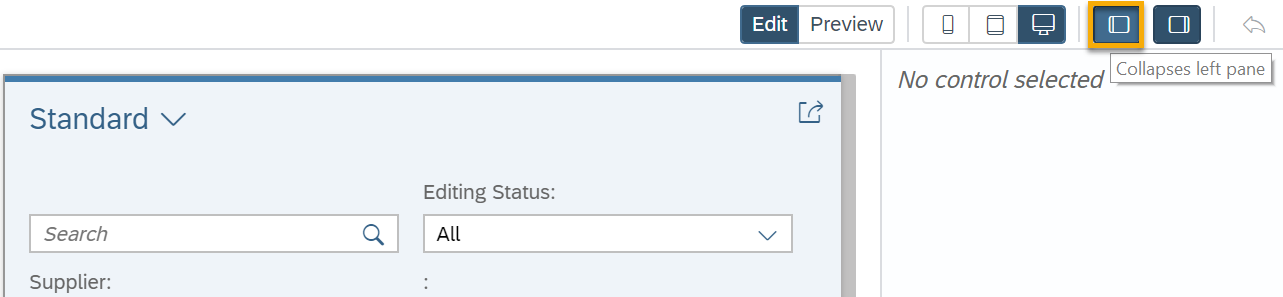 Edit Preview
No control selected
Collapses left pane
Standard
Editing Status:
Search
All
Supplier:
: